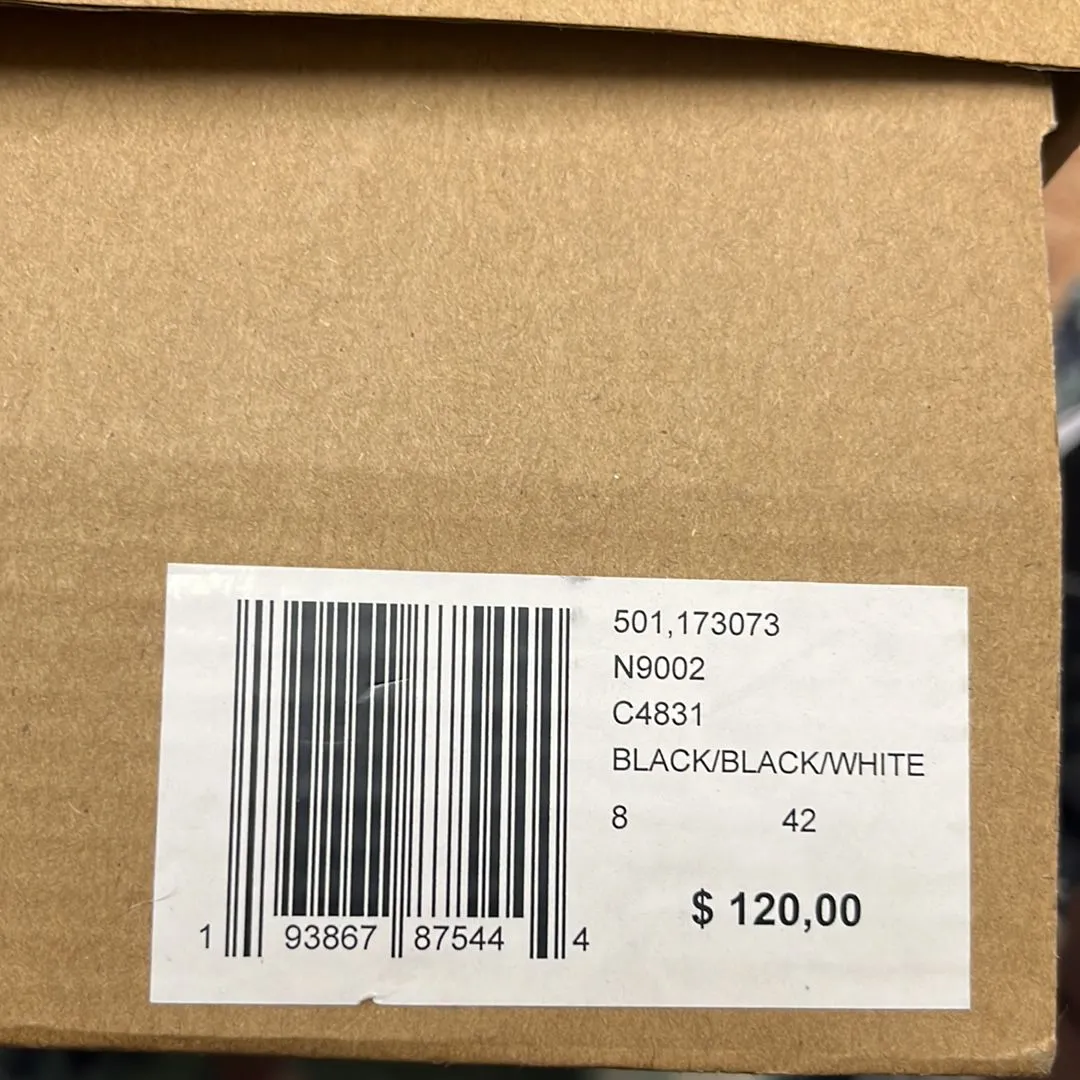 501,173073
N9002
C4831
BLACK/BLACK/WHITE
8 42
$ 120,00
1 93867 87544 4